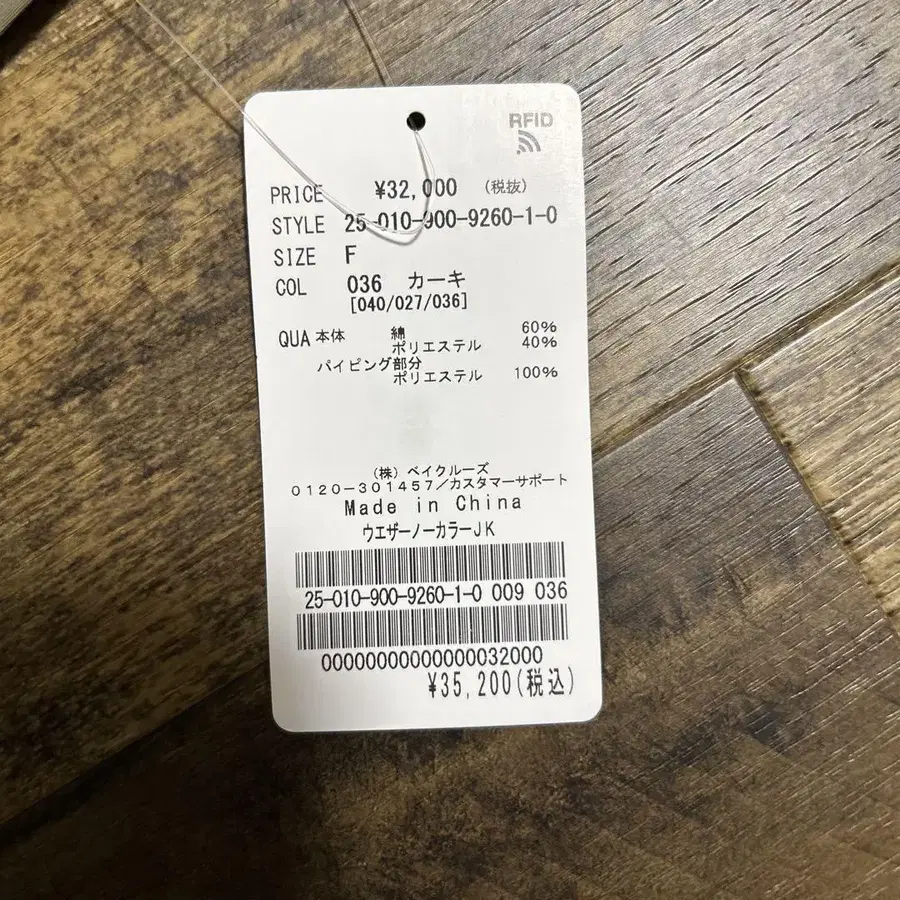 RFID
PRICE ¥32,000 (税抜)
STYLE 25-010-900-9260-1-0
SIZE F
COL 036 カーキ
[040/027/036]
QUA 本体 綿 60%
ポリエステル 40%
パイピング部分
ポリエステル 100%
(株) ベイクルーズ
0120-301457/カスタマーサポート
Made in China
ウエザーノーカラーJK
25-010-900-9260-1-0 009 036
00000000000000032000
¥35,200(税込)